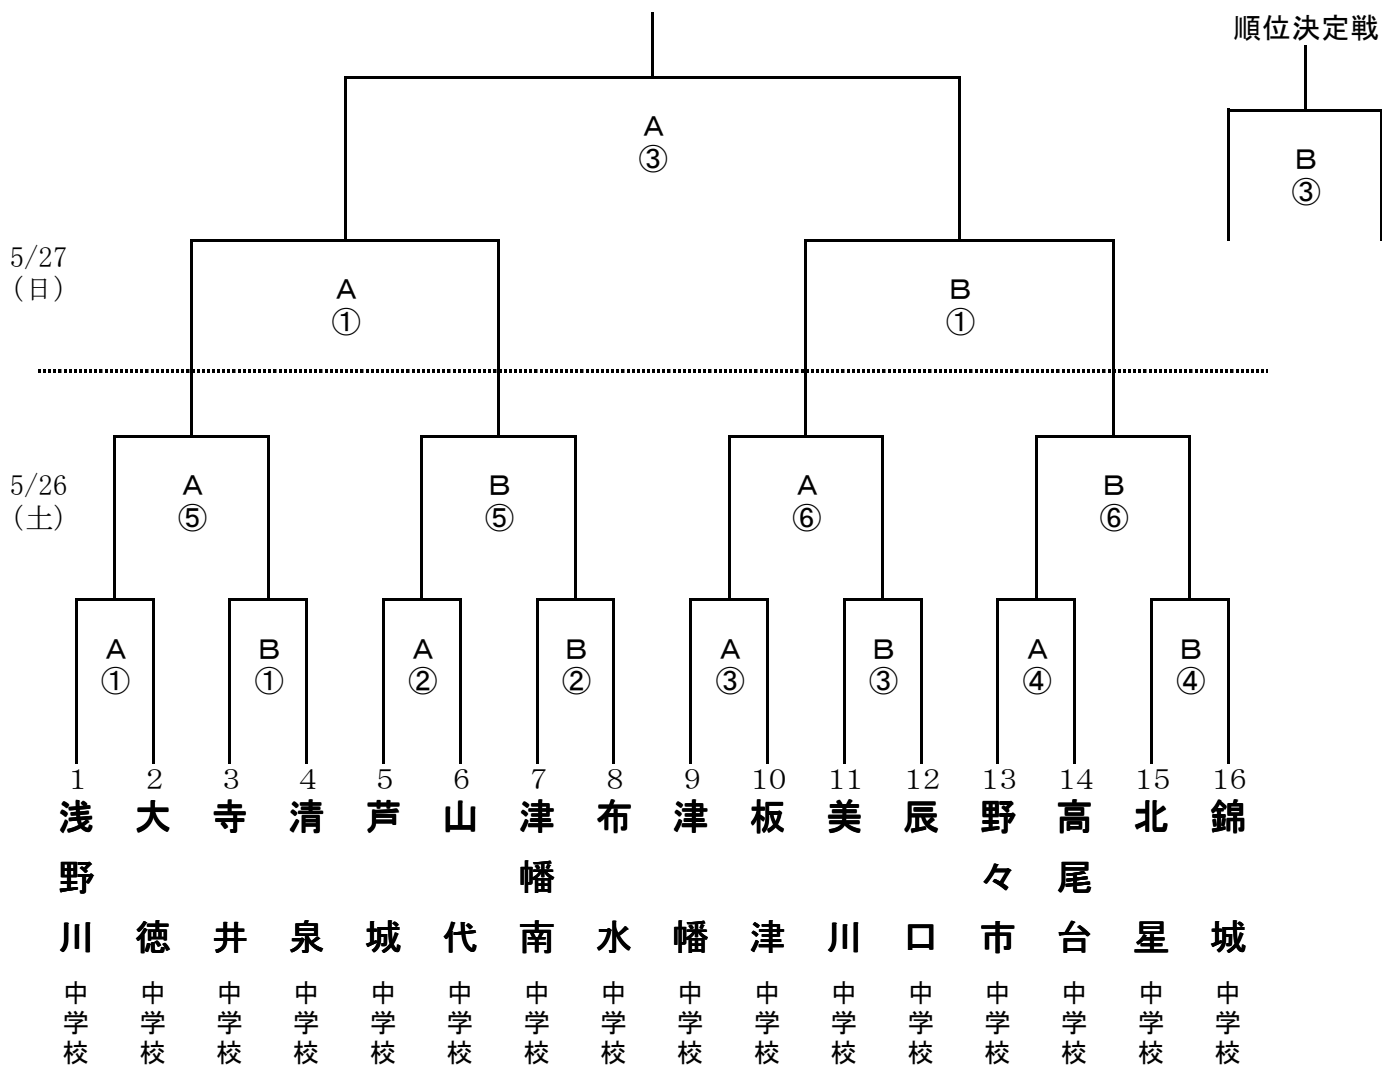 順位決定戦
A
③
B
③
5/27
(日)
A
①
B
①
5/26
(土)
A
⑤
B
⑤
A
⑥
B
⑥
A
①
B
①
A
②
B
②
A
③
B
③
A
④
B
④
1
浅野川中学校
2
大徳中学校
3
寺井中学校
4
清泉中学校
5
芦城中学校
6
山代中学校
7
津幡南中学校
8
布水中学校
9
津幡中学校
10
板津中学校
11
美川中学校
12
辰口中学校
13
野々市中学校
14
高尾台中学校
15
北星中学校
16
錦城中学校